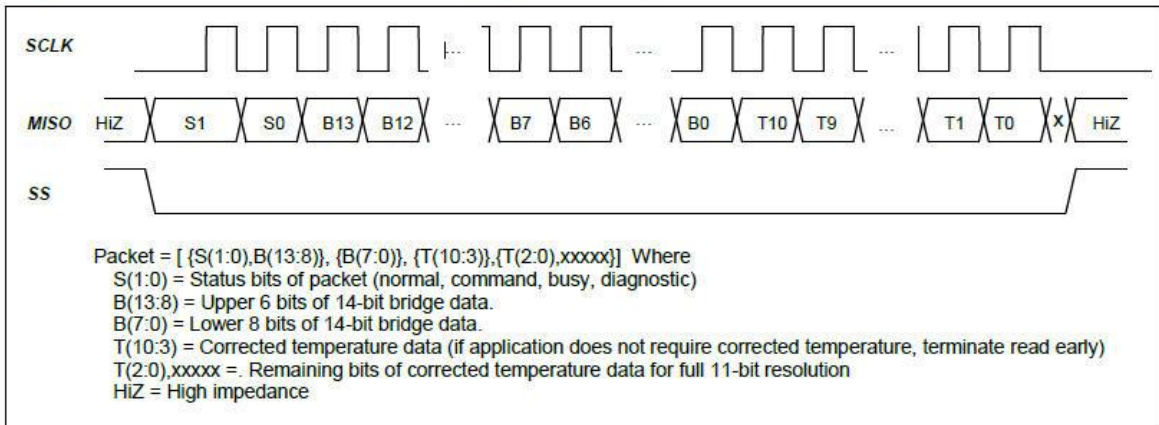 SCLK ... ... ...
MISO HiZ S1 S0 B13 B12 ... B7 B6 ... B0 T10 T9 ... T1 T0 X HiZ
SS
Packet = [ {S(1:0),B(13:8)}, {B(7:0)}, {T(10:3)},{T(2:0),xxxxx}] Where
S(1:0) = Status bits of packet (normal, command, busy, diagnostic)
B(13:8) = Upper 6 bits of 14-bit bridge data.
B(7:0) = Lower 8 bits of 14-bit bridge data.
T(10:3) = Corrected temperature data (if application does not require corrected temperature, terminate read early)
T(2:0),xxxxx =. Remaining bits of corrected temperature data for full 11-bit resolution
HiZ = High impedance